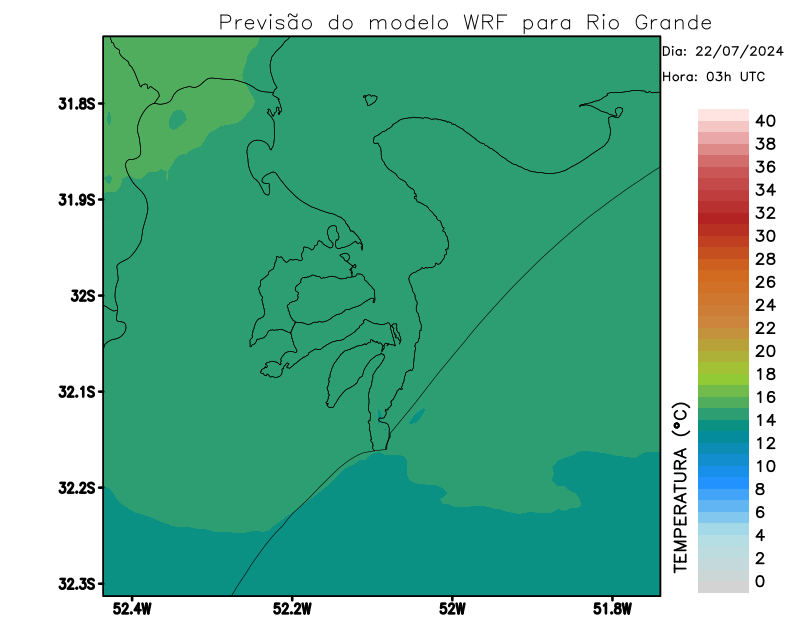 Previsão do modelo WRF para Rio Grande
Dia: 22/07/2024
Hora: 03h UTC
31.8S
31.9S
32S
32.1S
32.2S
32.3S
52.4W
52.2W
52W
51.8W
TEMPERATURA (°C)
40
38
36
34
32
30
28
26
24
22
20
18
16
14
12
10
8
6
4
2
0